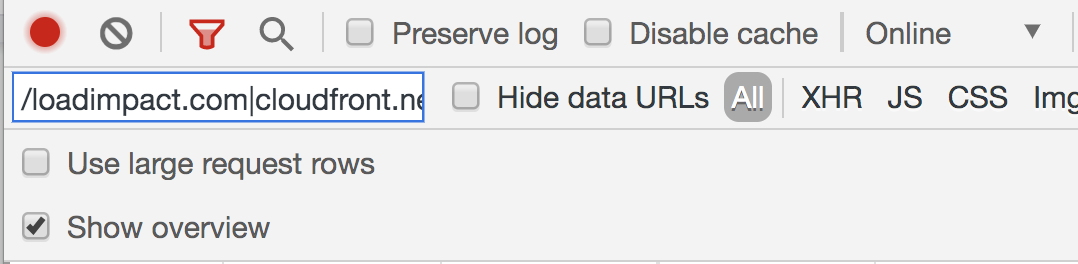 Preserve log Disable cache Online
/loadimpact.com|cloudfront.ne Hide data URLs All XHR JS CSS Img
Use large request rows
Show overview